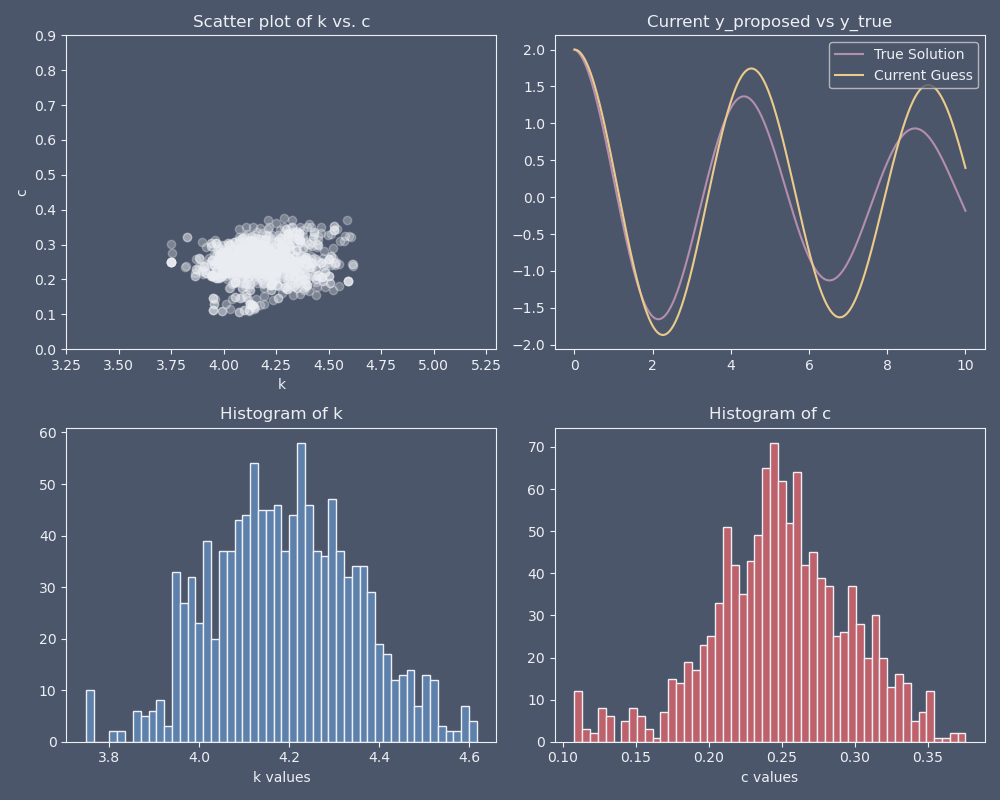 Scatter plot of k vs. c
0.9
0.8
0.7
0.6
0.5
0.4
0.3
0.2
0.1
0.0
c
3.25 3.50 3.75 4.00 4.25 4.50 4.75 5.00 5.25
k
Current y_proposed vs y_true
True Solution
Current Guess
2.0
1.5
1.0
0.5
0.0
−0.5
−1.0
−1.5
−2.0
0 2 4 6 8 10
Histogram of k
60
50
40
30
20
10
0
3.8 4.0 4.2 4.4 4.6
k values
Histogram of c
70
60
50
40
30
20
10
0
0.10 0.15 0.20 0.25 0.30 0.35
c values